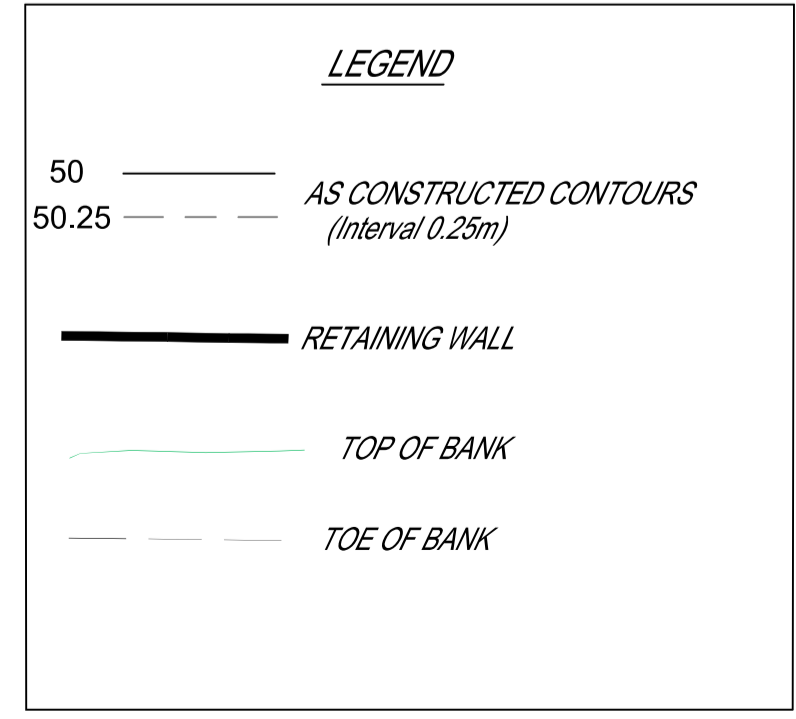 LEGEND
50
AS CONSTRUCTED CONTOURS
50.25
(Interval 0.25m)
RETAINING WALL
TOP OF BANK
TOE OF BANK